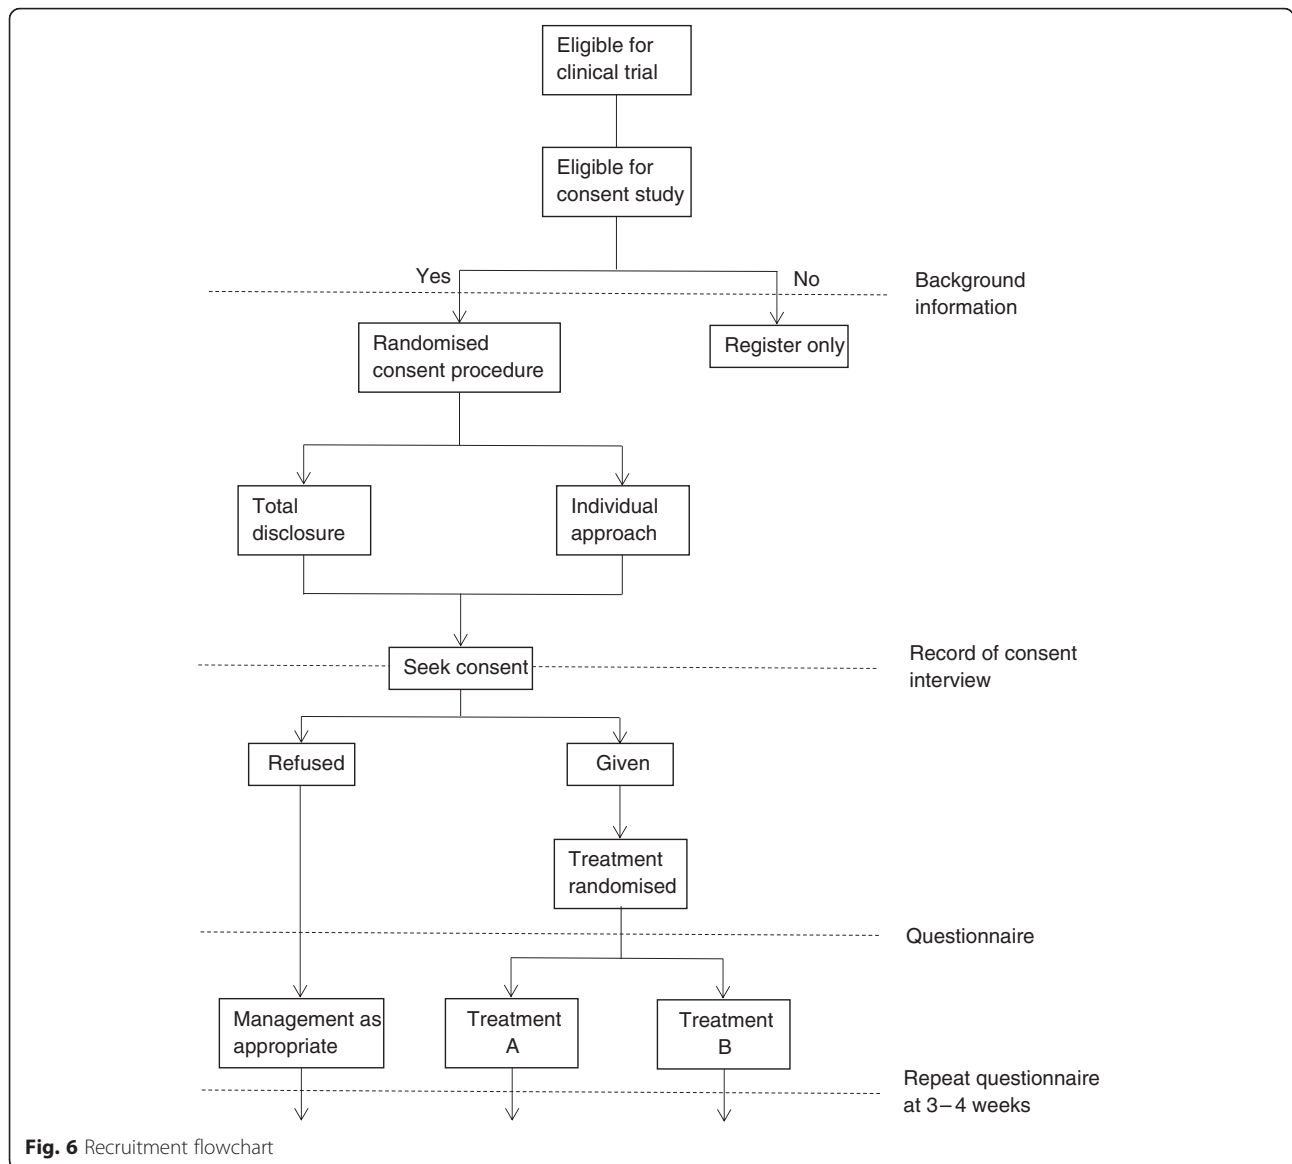 Eligible for
clinical trial
Eligible for
consent study
Yes
No
Background
information
Randomised
consent procedure
Register only
Total
disclosure
Individual
approach
Seek consent
Record of consent
interview
Refused
Given
Treatment
randomised
Questionnaire
Management as
appropriate
Treatment
A
Treatment
B
Repeat questionnaire
at 3–4 weeks
Fig. 6 Recruitment flowchart